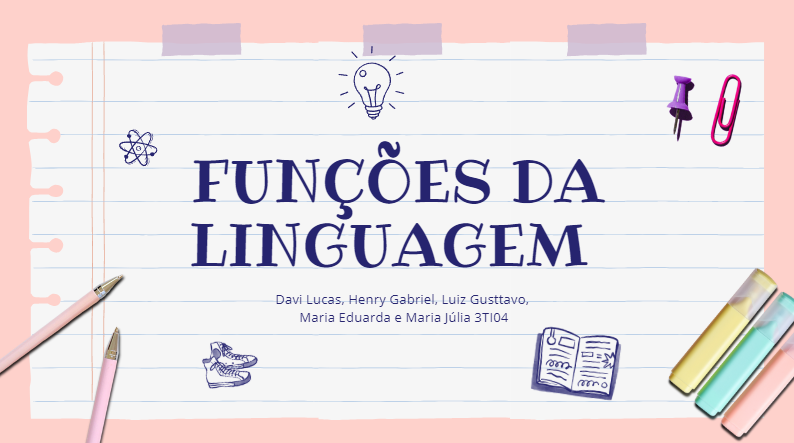 FUNÇÕES DA
LINGUAGEM
Davi Lucas, Henry Gabriel, Luiz Gusttavo,
Maria Eduarda e Maria Júlia 3TI04